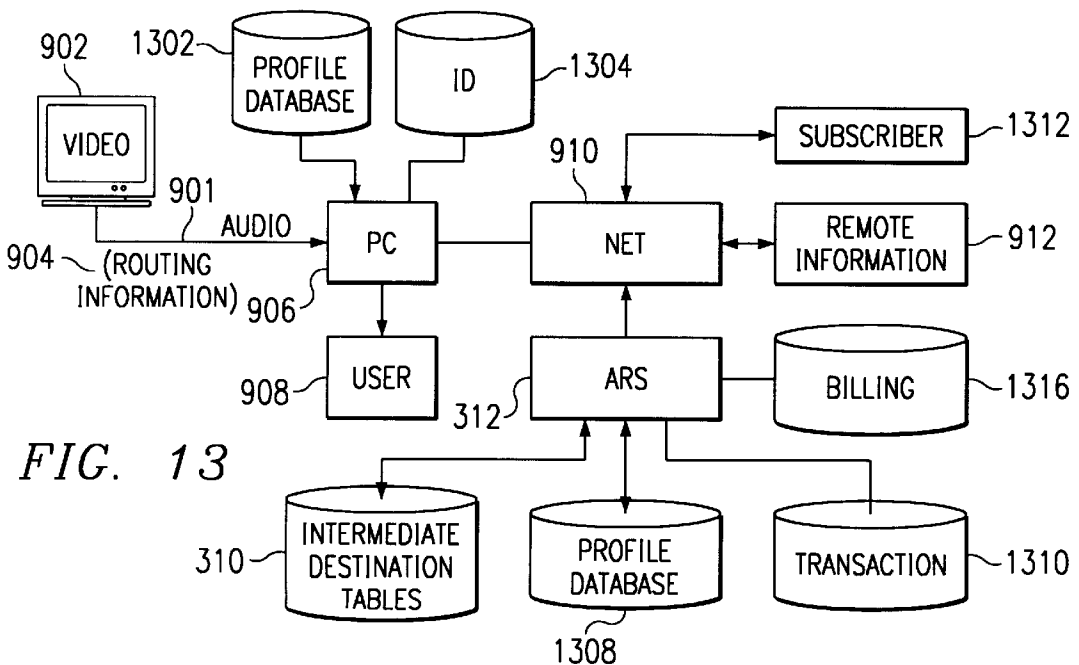 1302
902
PROFILE
DATABASE
ID
1304
VIDEO
910
SUBSCRIBER
1312
901
AUDIO
PC
NET
REMOTE
INFORMATION
912
904
(ROUTING
INFORMATION)
906
908
USER
312
ARS
BILLING
1316
FIG. 13
310
INTERMEDIATE
DESTINATION
TABLES
PROFILE
DATABASE
1308
TRANSACTION
1310